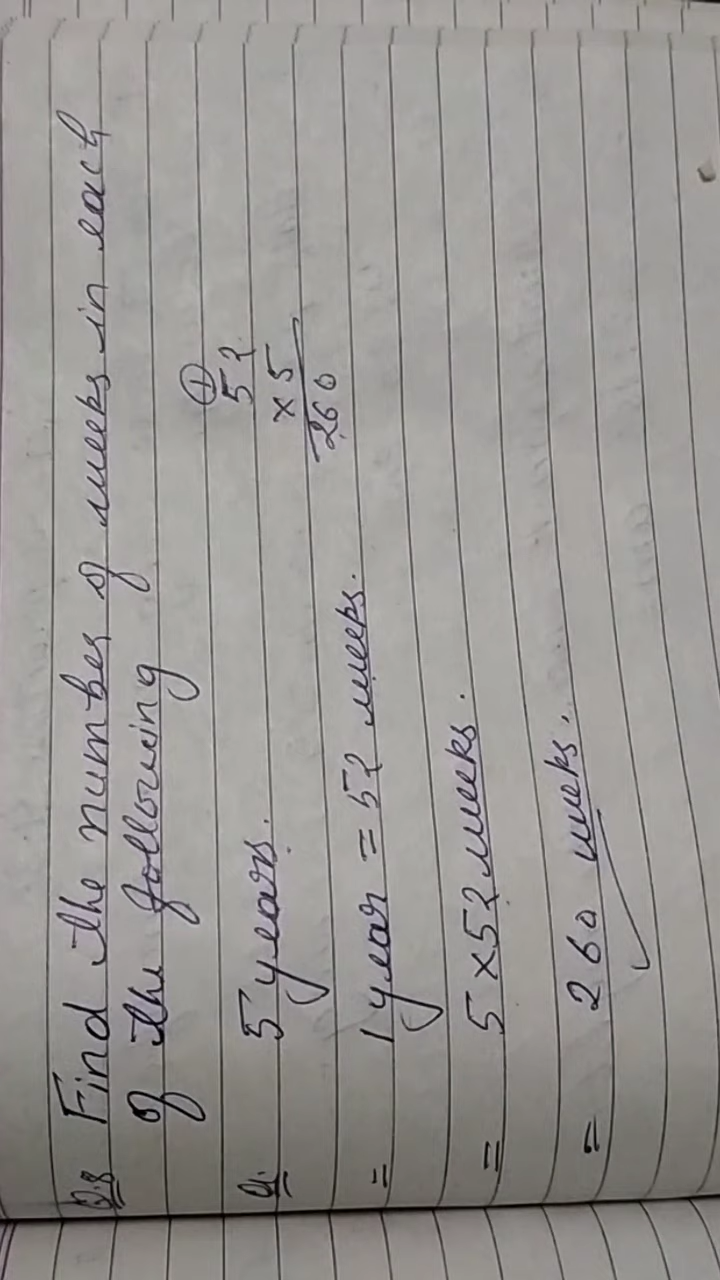 Q.8 Find the number of weeks in each
of the following
a. 5 years.
①
52
×5
260
= 1 year = 52 weeks.
= 5×52 weeks.
= 260 weeks.